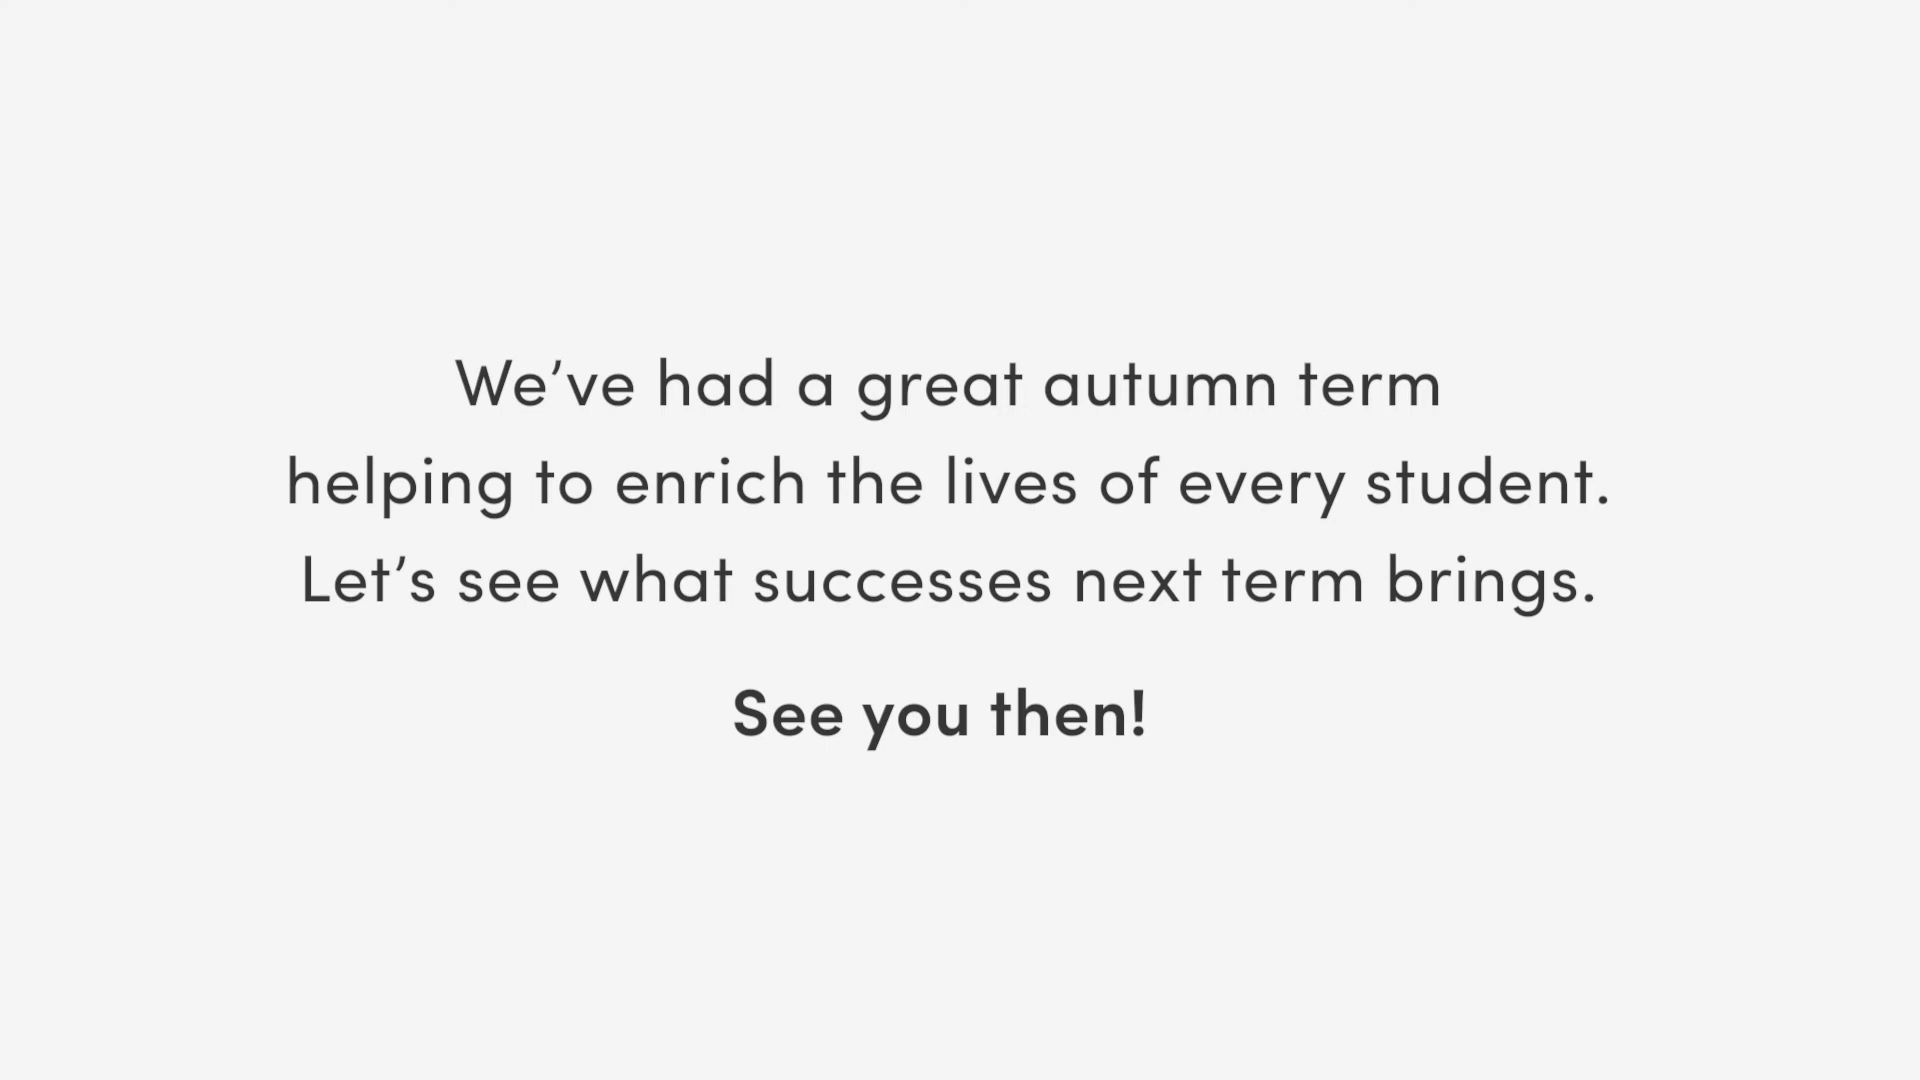 We’ve had a great autumn term
helping to enrich the lives of every student.
Let’s see what successes next term brings.
See you then!